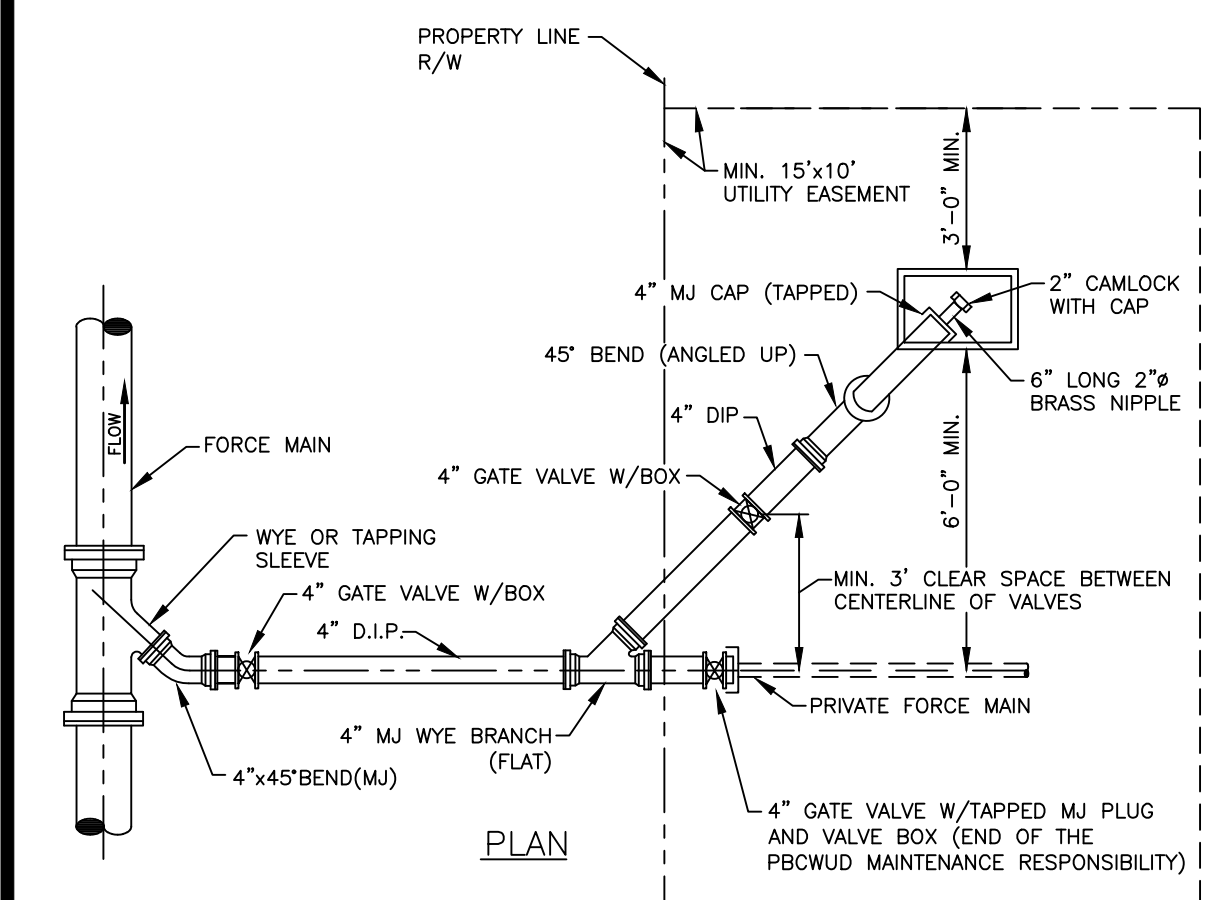 PROPERTY LINE
R/W
MIN. 15'x10'
UTILITY EASEMENT
3'-0" MIN.
4" MJ CAP (TAPPED)
2" CAMLOCK
WITH CAP
45° BEND (ANGLED UP)
6" LONG 2"ø
BRASS NIPPLE
4" DIP
FLOW
FORCE MAIN
4" GATE VALVE W/BOX
6'-0" MIN.
WYE OR TAPPING
SLEEVE
MIN. 3' CLEAR SPACE BETWEEN
CENTERLINE OF VALVES
4" GATE VALVE W/BOX
4" D.I.P.
PRIVATE FORCE MAIN
4" MJ WYE BRANCH
(FLAT)
4"x45°BEND(MJ)
4" GATE VALVE W/TAPPED MJ PLUG
AND VALVE BOX (END OF THE
PBCWUD MAINTENANCE RESPONSIBILITY)
PLAN